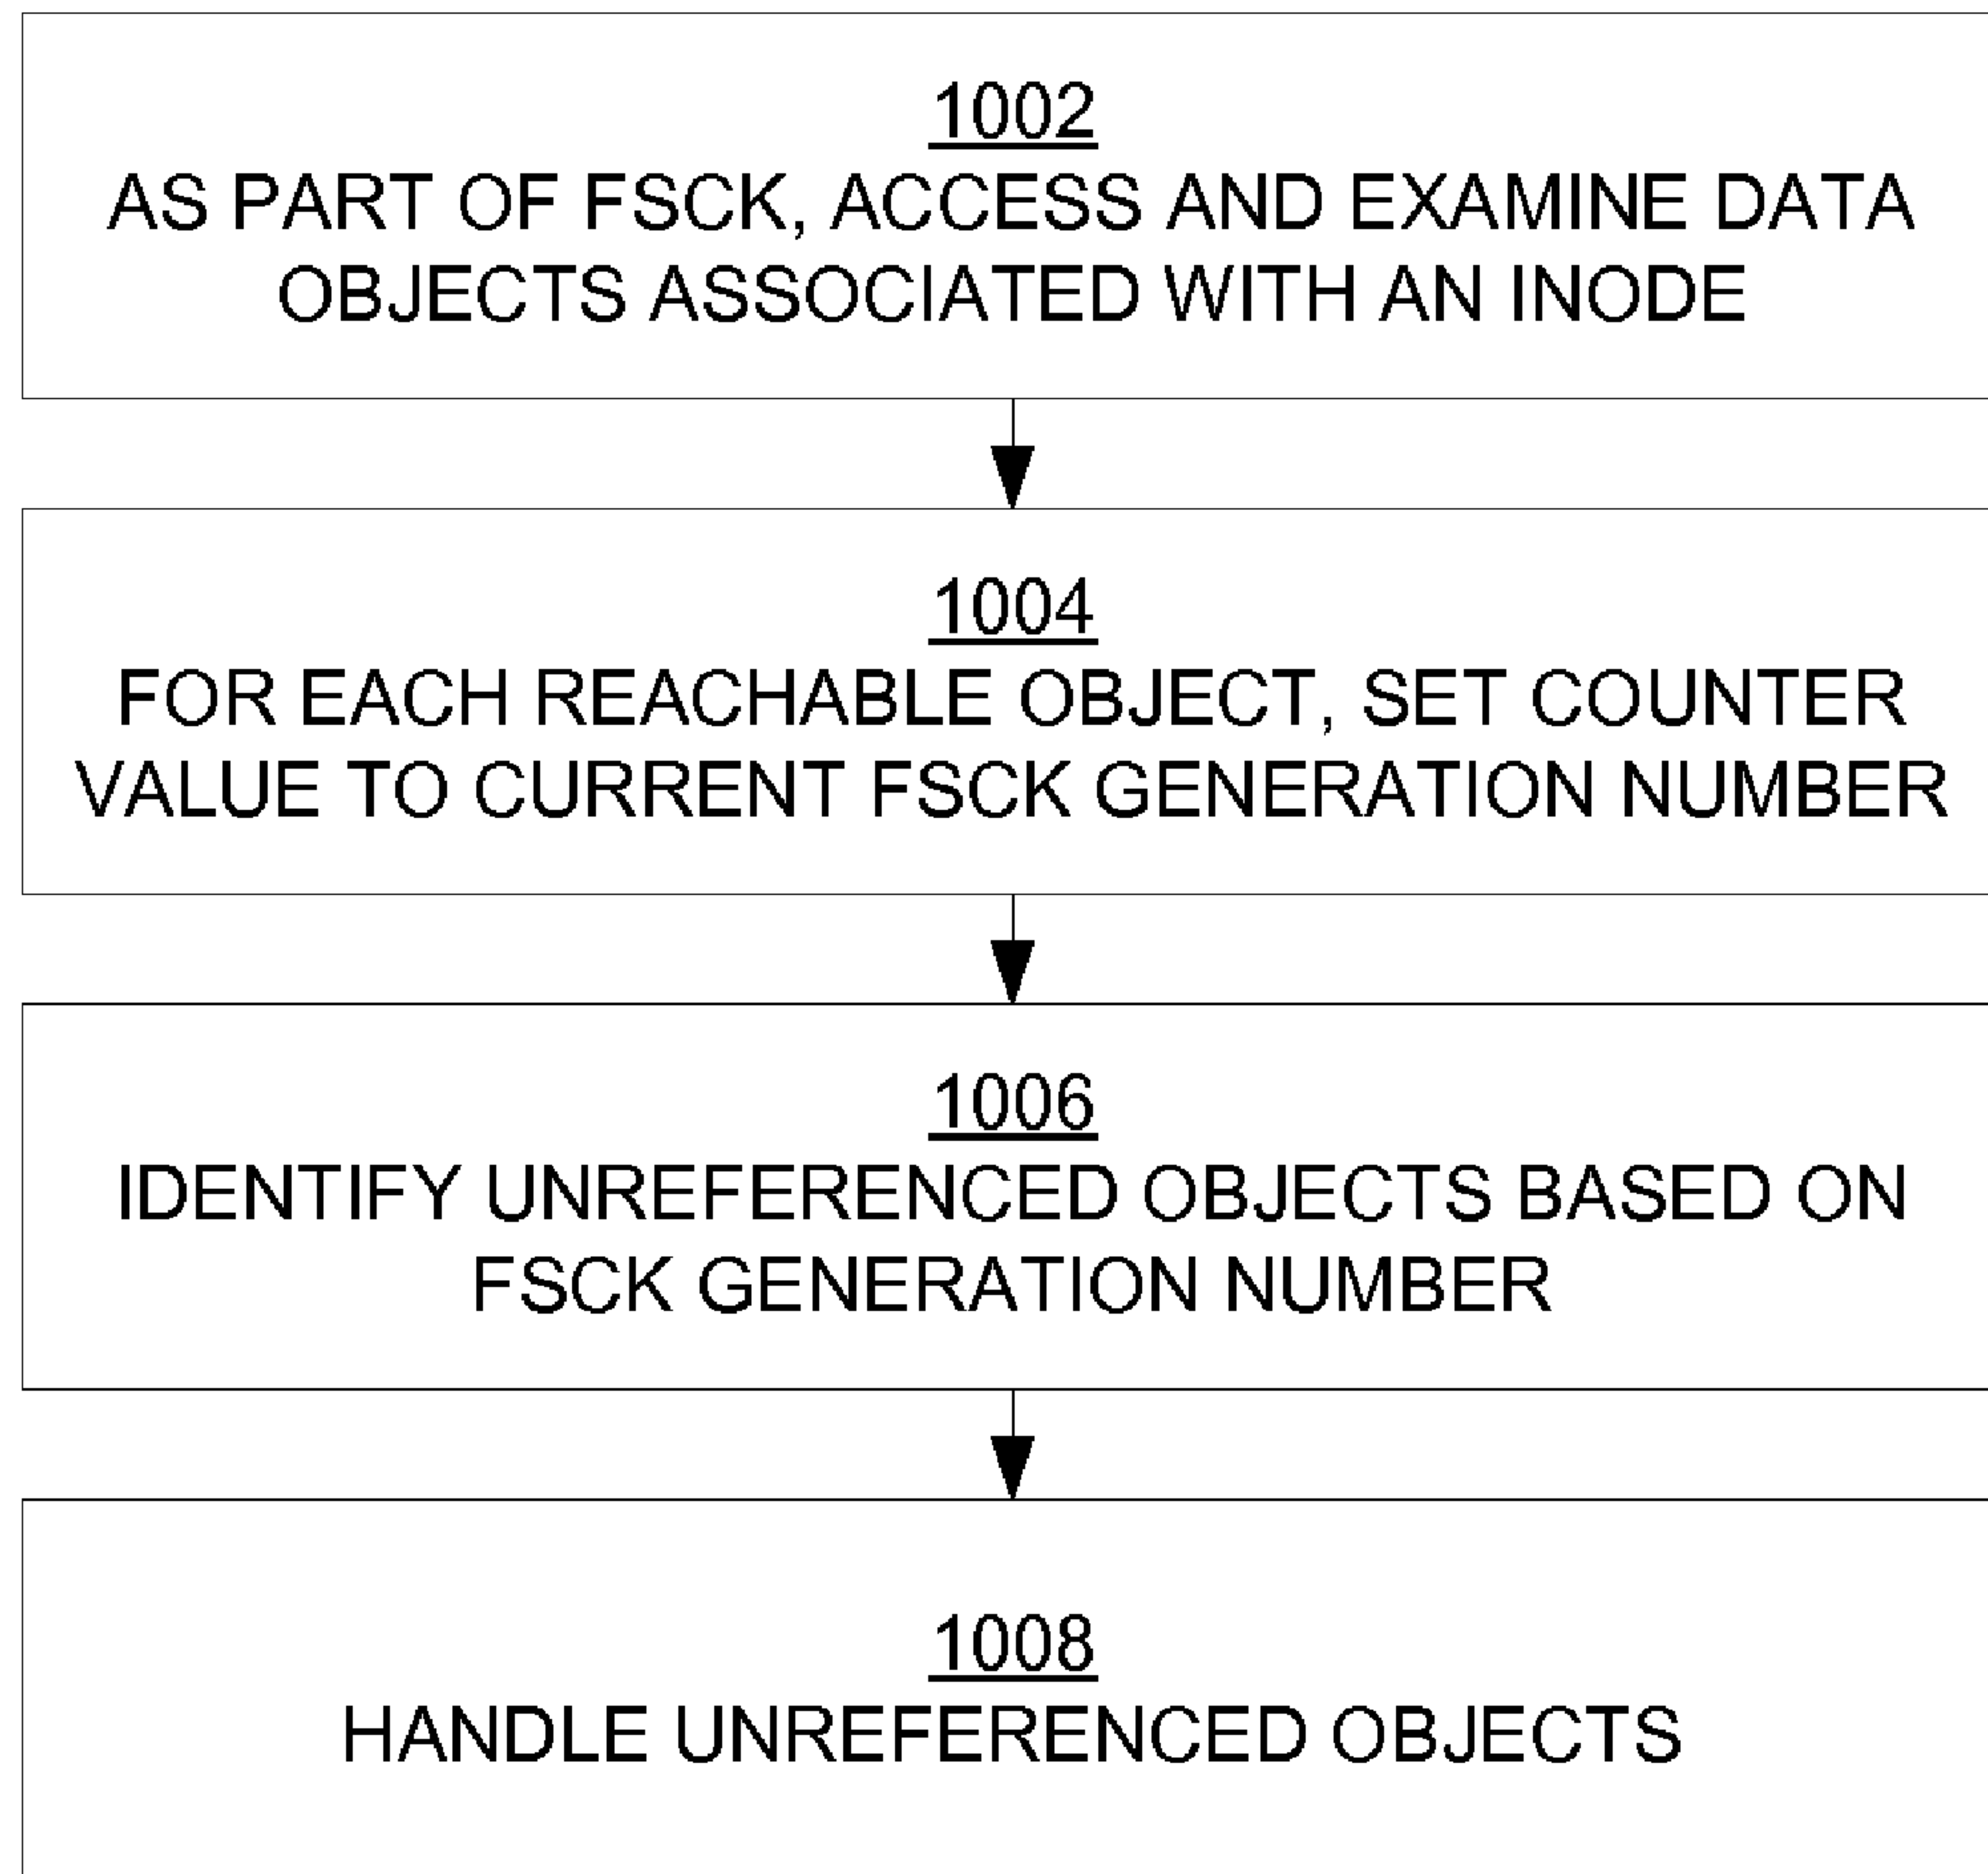 1002
AS PART OF FSCK, ACCESS AND EXAMINE DATA
OBJECTS ASSOCIATED WITH AN INODE
1004
FOR EACH REACHABLE OBJECT, SET COUNTER
VALUE TO CURRENT FSCK GENERATION NUMBER
1006
IDENTIFY UNREFERENCED OBJECTS BASED ON
FSCK GENERATION NUMBER
1008
HANDLE UNREFERENCED OBJECTS